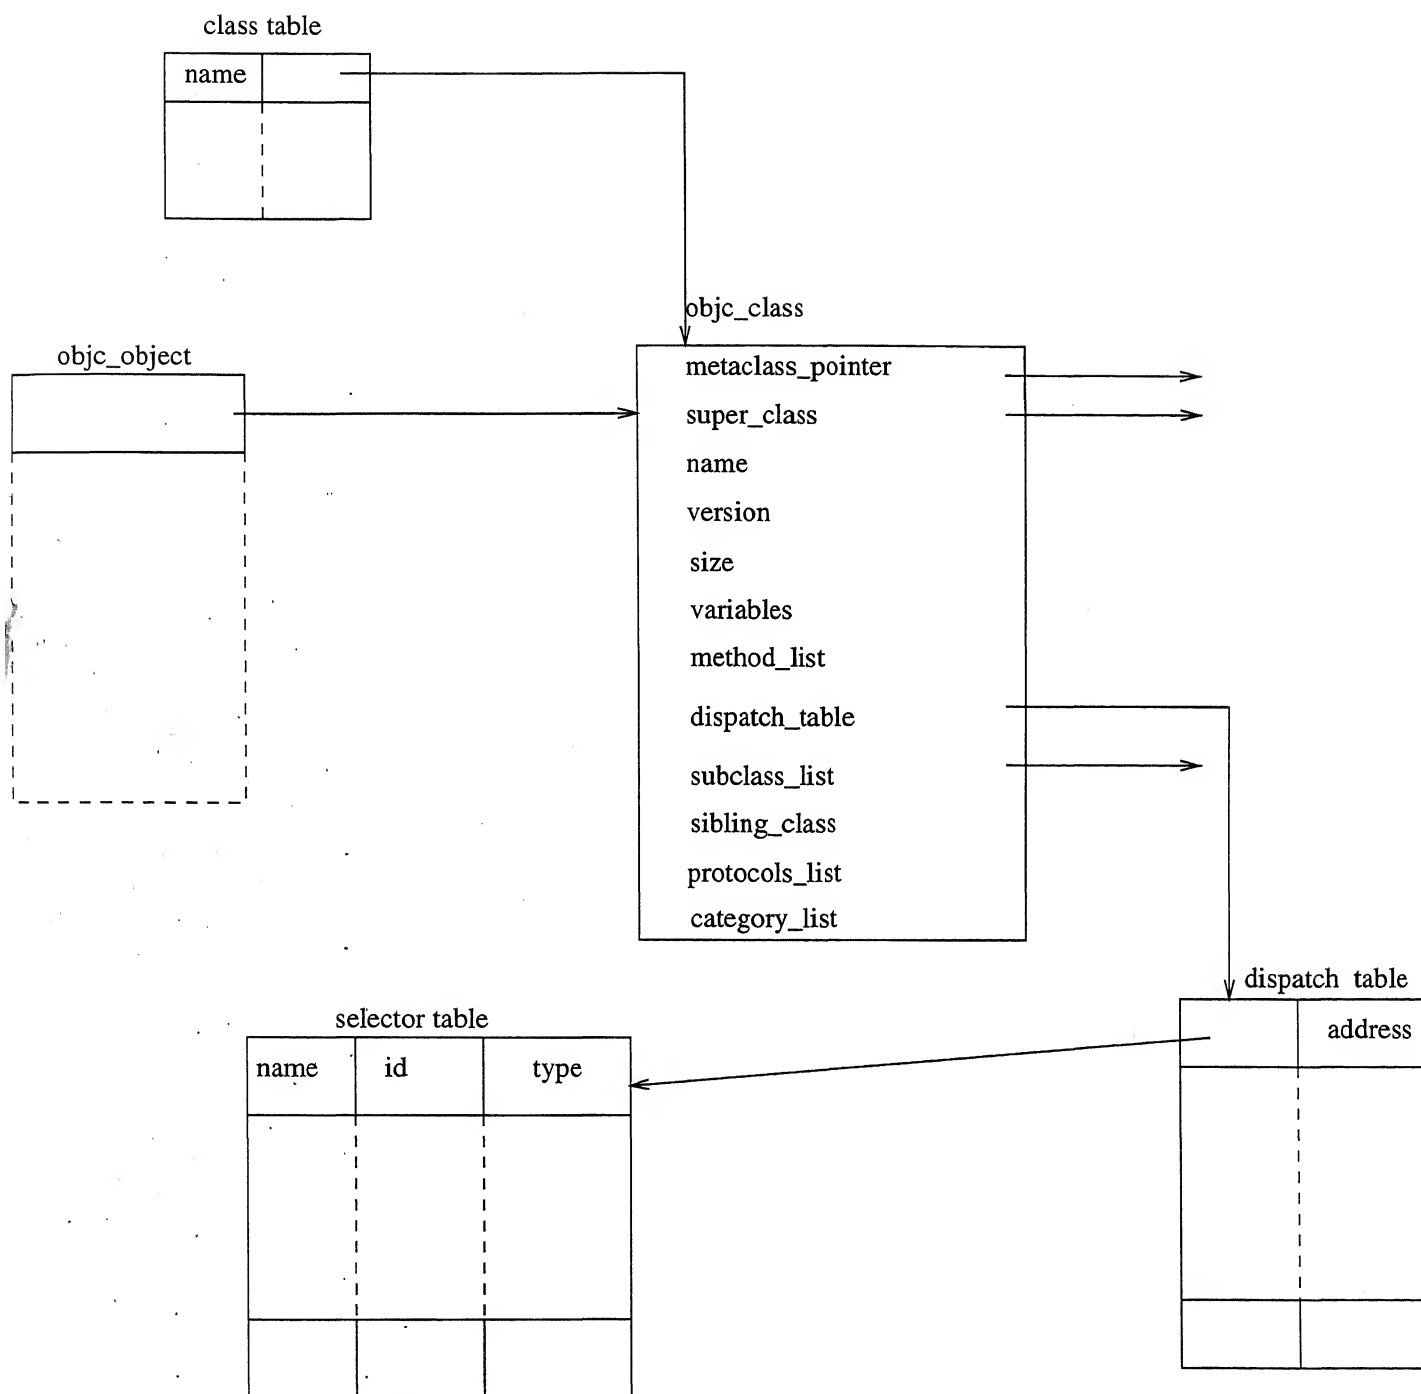 class table
name
objc_class
objc_object
metaclass_pointer
super_class
name
version
size
variables
method_list
dispatch_table
subclass_list
sibling_class
protocols_list
category_list
dispatch table
address
selector table
name id type